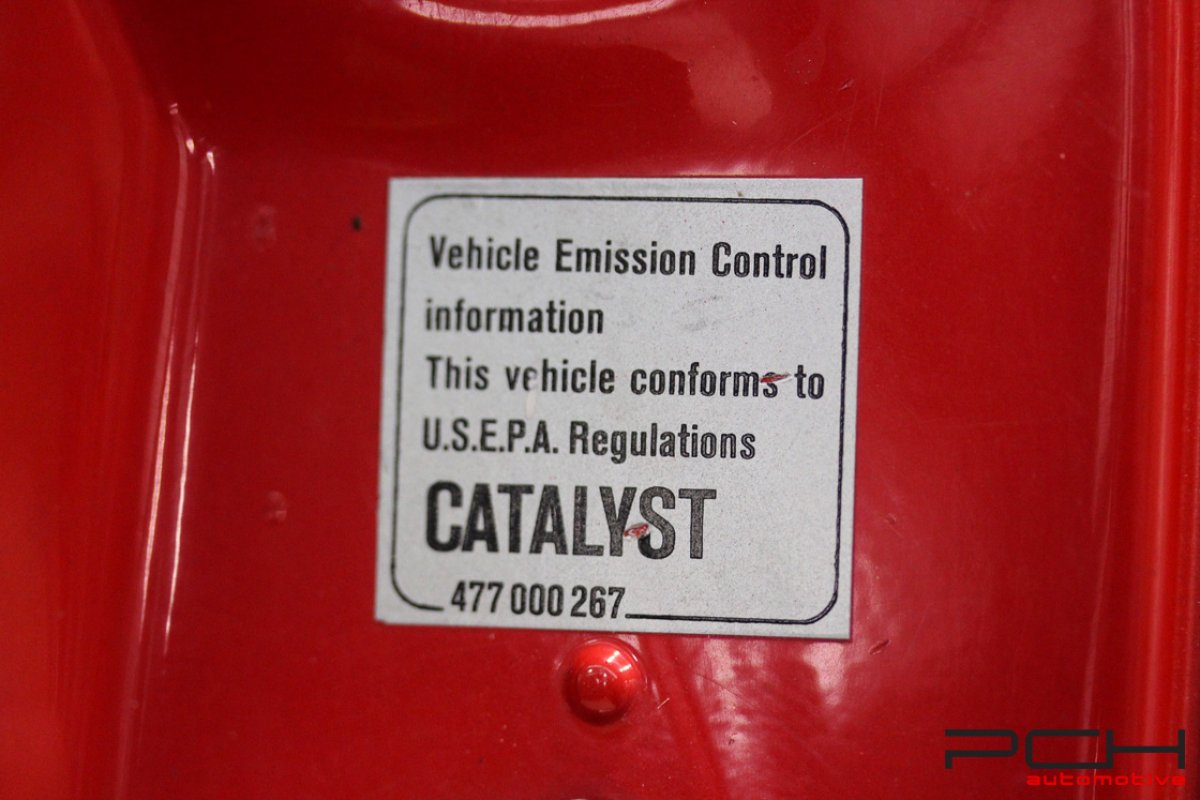 Vehicle Emission Control
information
This vehicle conforms to
U.S.E.P.A. Regulations
CATALYST
477 000 267
PCH
automotive